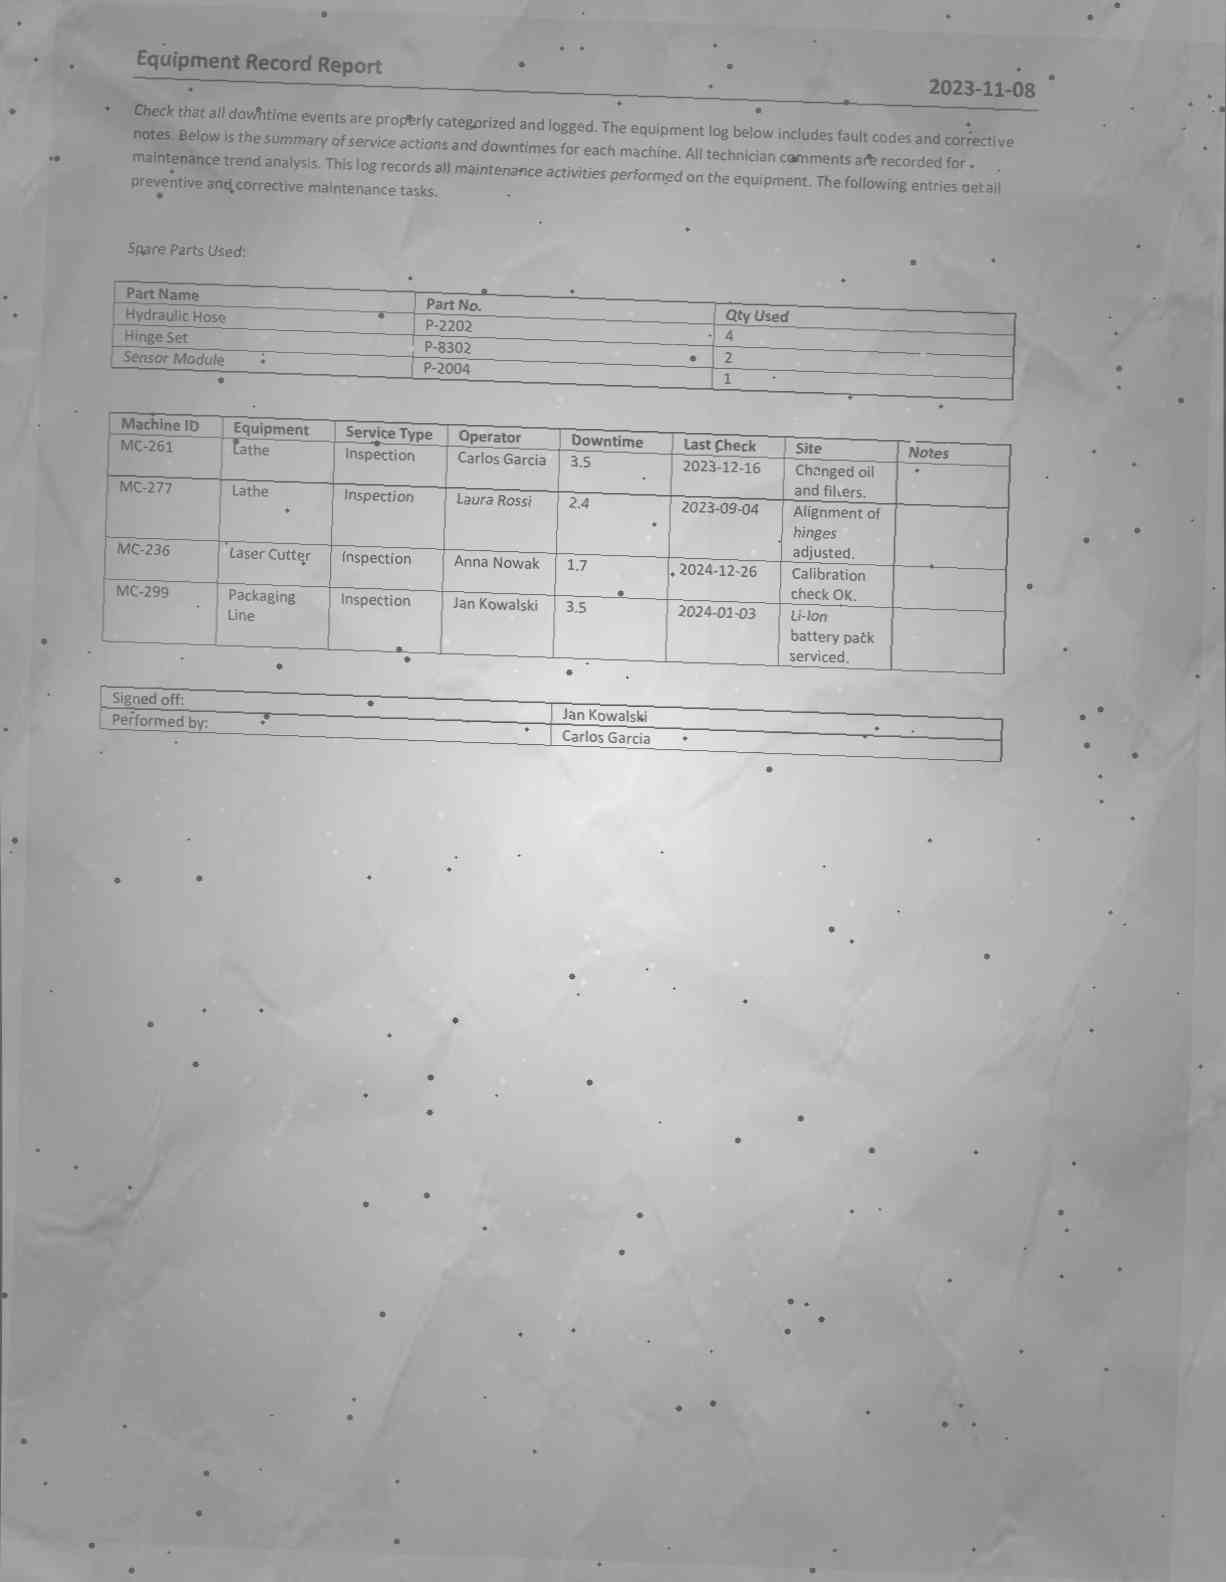 Equipment Record Report
2023-11-08
Check that all downtime events are properly categorized and logged. The equipment log below includes fault codes and corrective
notes. Below is the summary of service actions and downtimes for each machine. All technician comments are recorded for
maintenance trend analysis. This log records all maintenance activities performed on the equipment. The following entries detail
preventive and corrective maintenance tasks.
Spare Parts Used:
Part Name Part No. Qty Used
Hydraulic Hose P-2202 4
Hinge Set P-8302 2
Sensor Module P-2004 1
Machine ID Equipment Service Type Operator Downtime Last Check Site Notes
MC-261 Lathe Inspection Carlos Garcia 3.5 2023-12-16 Changed oil
and filters.
MC-277 Lathe Inspection Laura Rossi 2.4 2023-09-04 Alignment of
hinges
adjusted.
MC-236 Laser Cutter Inspection Anna Nowak 1.7 2024-12-26 Calibration
check OK.
MC-299 Packaging Inspection Jan Kowalski 3.5 2024-01-03 Li-Ion
Line battery pack
serviced.
Signed off: Jan Kowalski
Performed by: Carlos Garcia